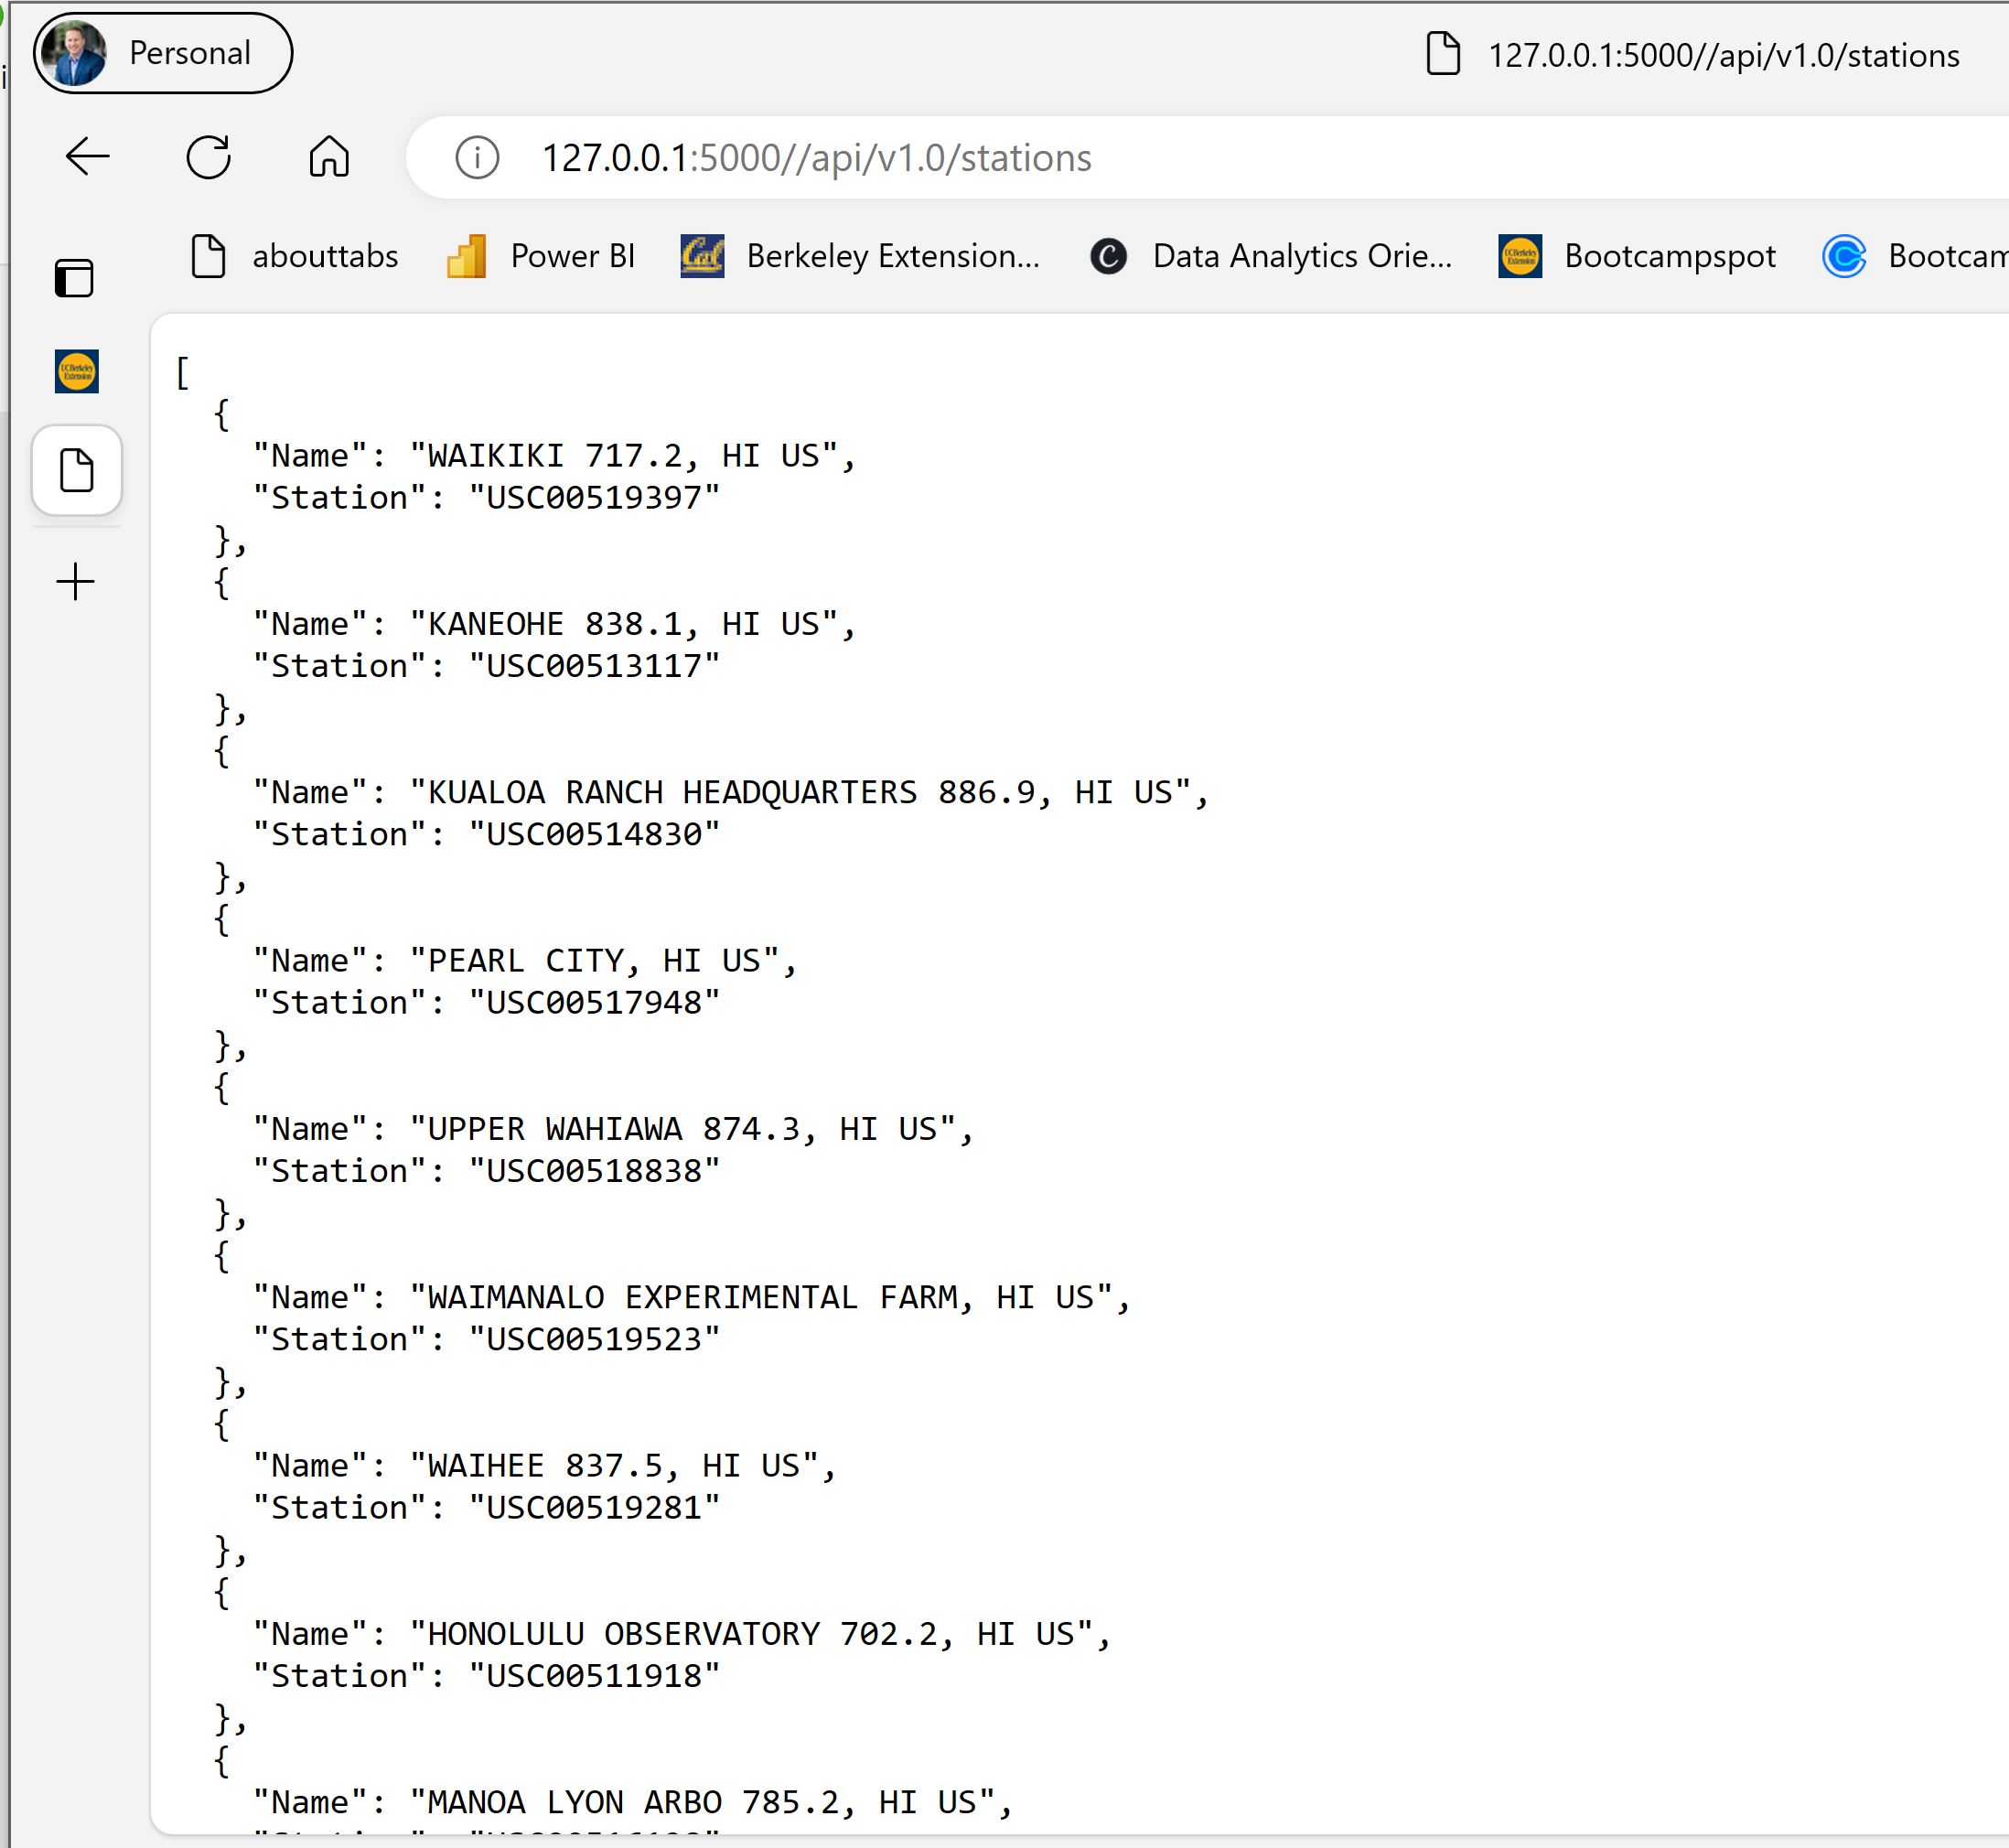 Personal
127.0.0.1:5000//api/v1.0/stations
127.0.0.1:5000//api/v1.0/stations
abouttabs Power BI Berkeley Extension... Data Analytics Orie... Bootcampspot Bootcam
[
  {
    "Name": "WAIKIKI 717.2, HI US",
    "Station": "USC00519397"
  },
  {
    "Name": "KANEOHE 838.1, HI US",
    "Station": "USC00513117"
  },
  {
    "Name": "KUALOA RANCH HEADQUARTERS 886.9, HI US",
    "Station": "USC00514830"
  },
  {
    "Name": "PEARL CITY, HI US",
    "Station": "USC00517948"
  },
  {
    "Name": "UPPER WAHIAWA 874.3, HI US",
    "Station": "USC00518838"
  },
  {
    "Name": "WAIMANALO EXPERIMENTAL FARM, HI US",
    "Station": "USC00519523"
  },
  {
    "Name": "WAIHEE 837.5, HI US",
    "Station": "USC00519281"
  },
  {
    "Name": "HONOLULU OBSERVATORY 702.2, HI US",
    "Station": "USC00511918"
  },
  {
    "Name": "MANOA LYON ARBO 785.2, HI US",